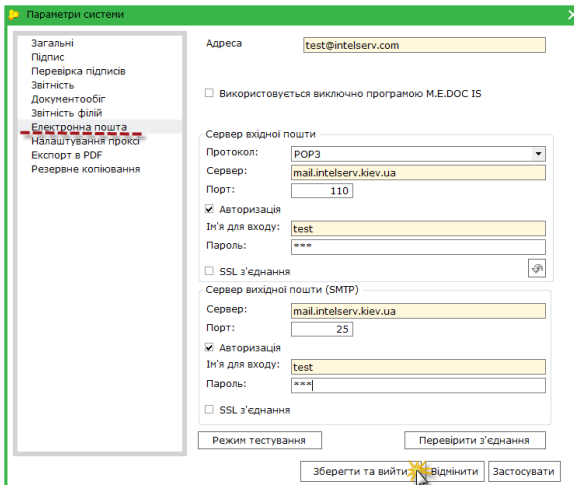 Параметри системи
Загальні
Підпис
Перевірка підписів
Звітність
Документообіг
Звітність філій
Електронна пошта
Налаштування проксі
Експорт в PDF
Резервне копіювання
Адреса test@intelserv.com
Використовується виключно програмою M.E.DOC IS
Сервер вхідної пошти
Протокол: POP3
Сервер: mail.intelserv.kiev.ua
Порт: 110
Авторизація
Ім'я для входу: test
Пароль: ***
SSL з'єднання
Сервер вихідної пошти (SMTP)
Сервер: mail.intelserv.kiev.ua
Порт: 25
Авторизація
Ім'я для входу: test
Пароль: ***
SSL з'єднання
Режим тестування Перевірити з'єднання
Зберегти та вийти Відмінити Застосувати